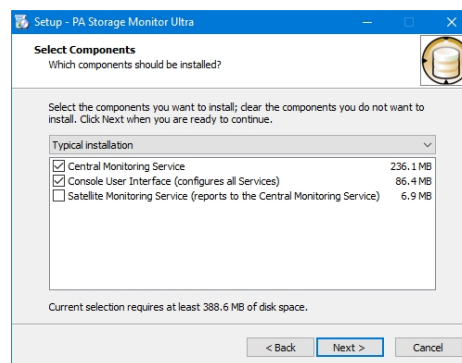 Setup - PA Storage Monitor Ultra
Select Components
Which components should be installed?
Select the components you want to install; clear the components you do not want to
install. Click Next when you are ready to continue.
Typical installation
Central Monitoring Service 236.1 MB
Console User Interface (configures all Services) 86.4 MB
Satellite Monitoring Service (reports to the Central Monitoring Service) 6.9 MB
Current selection requires at least 388.6 MB of disk space.
< Back Next > Cancel